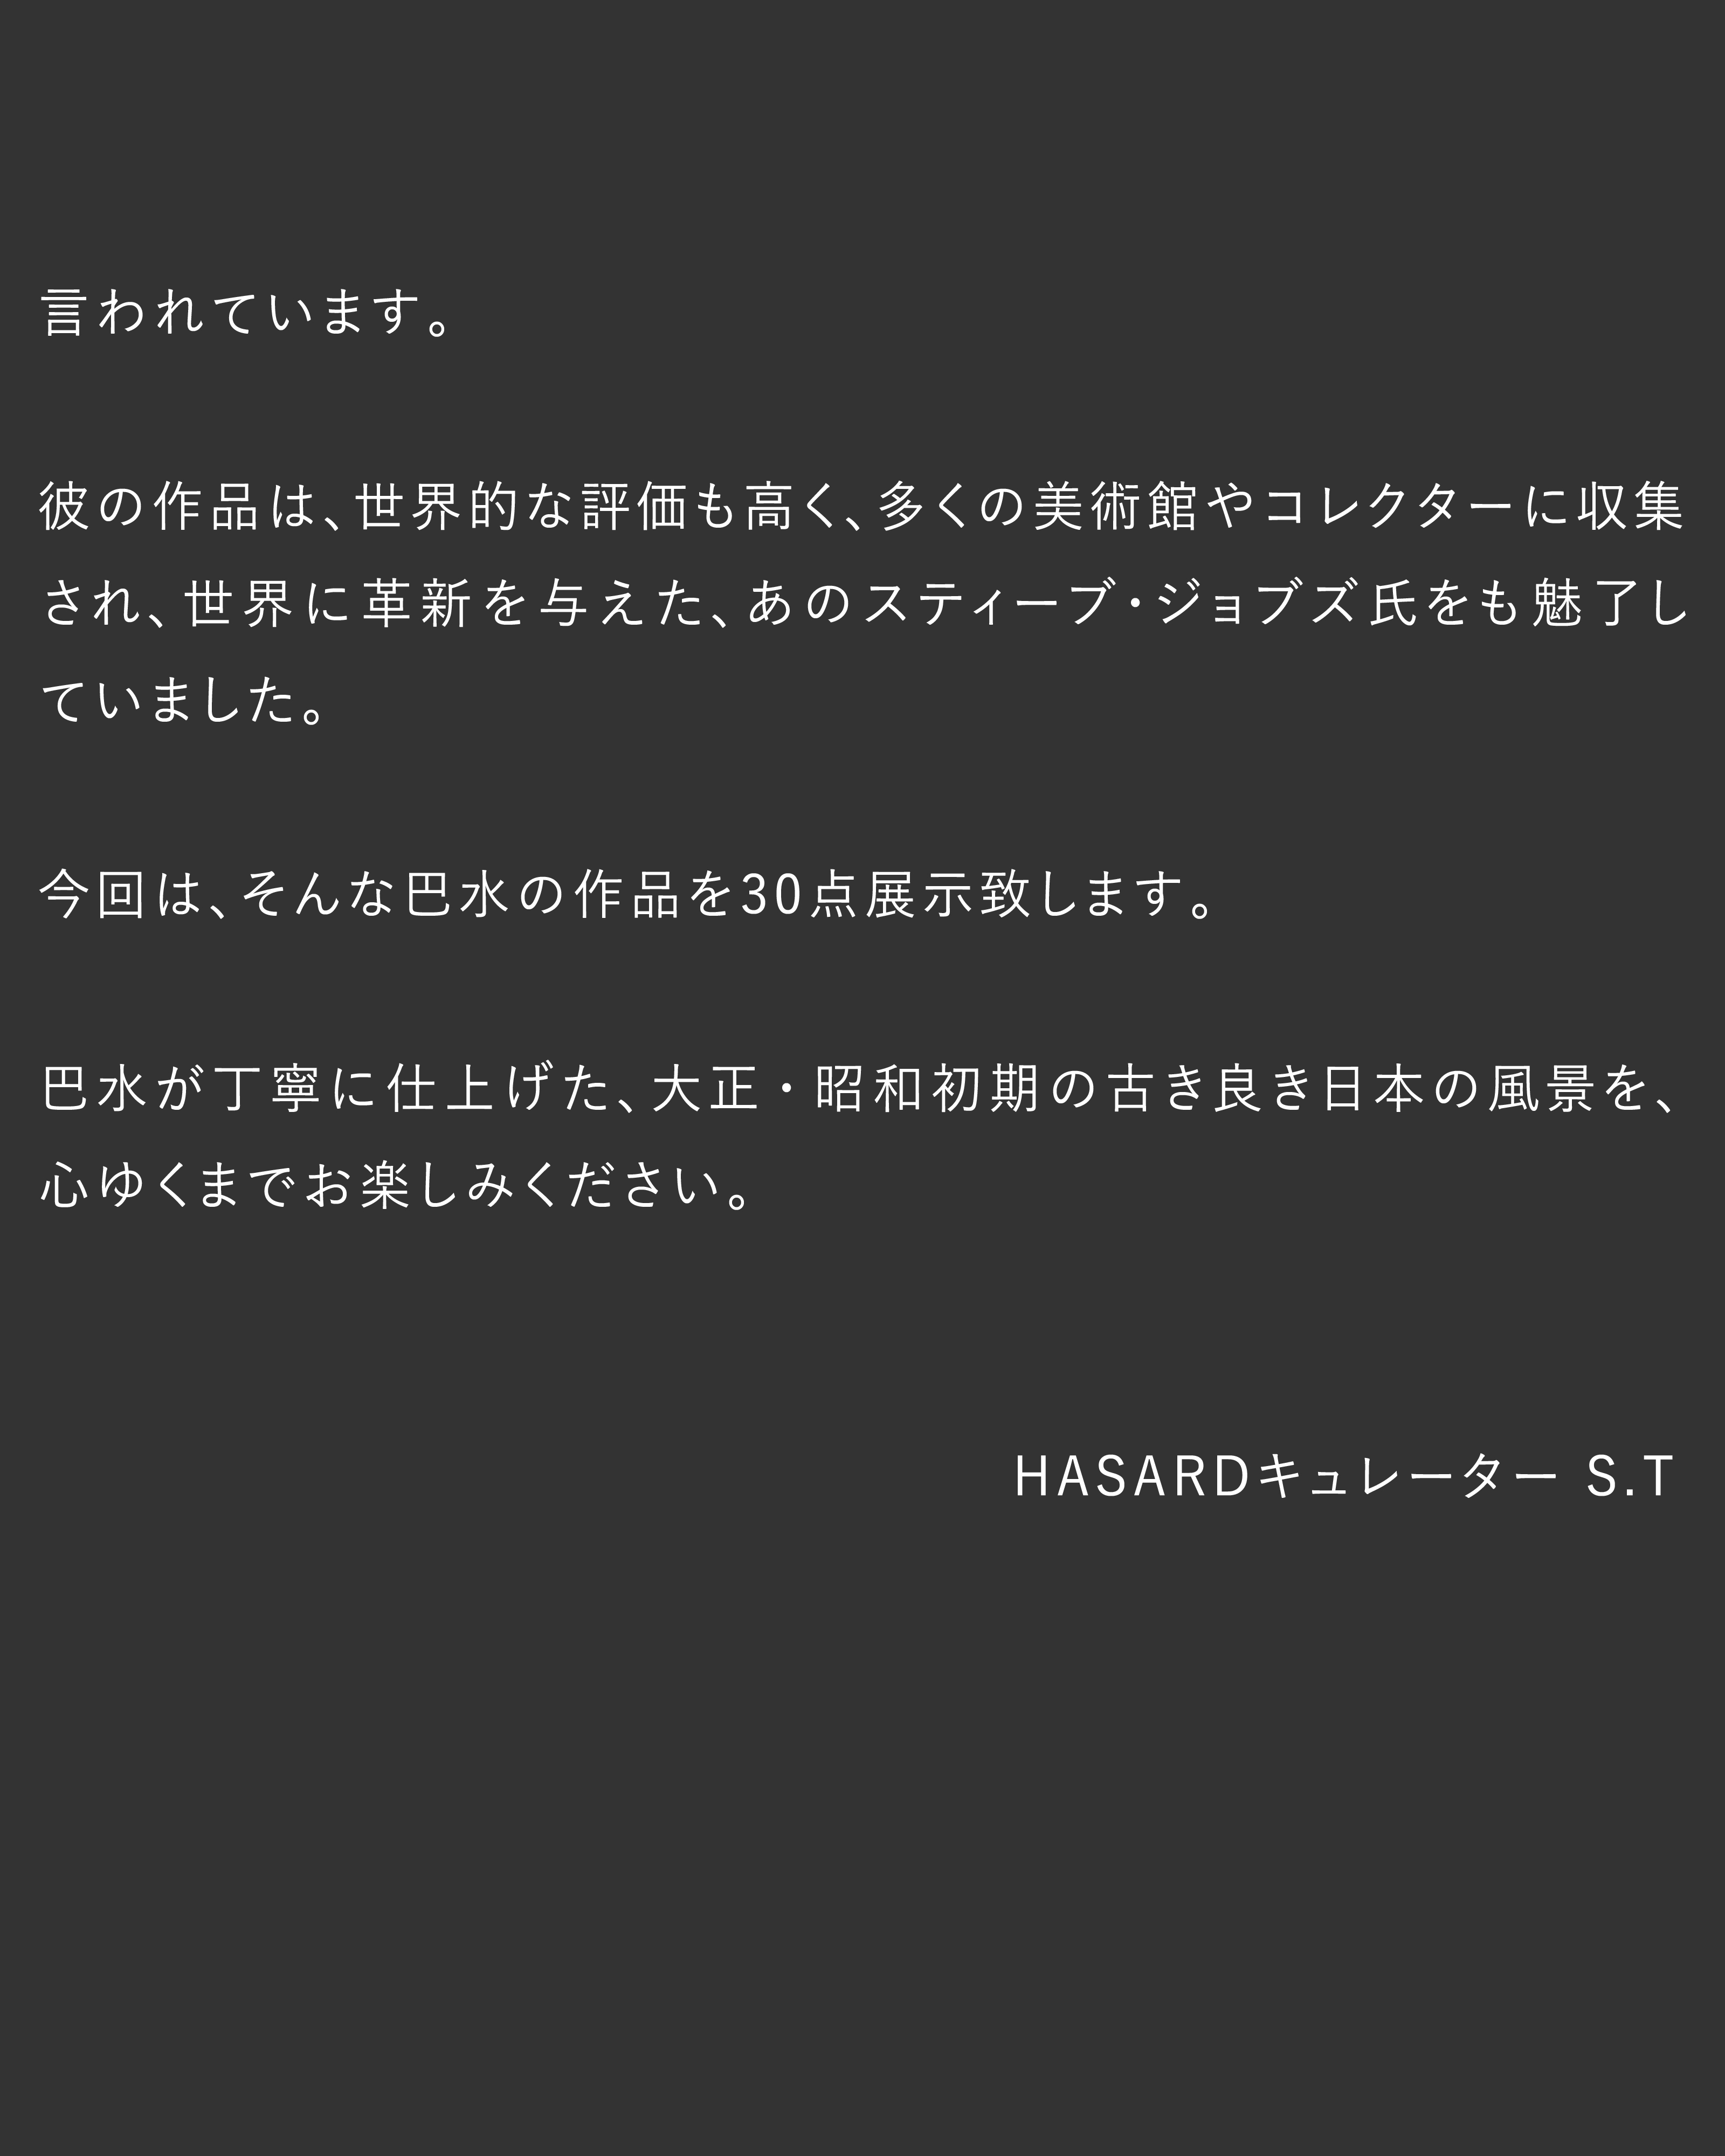 言われています。
彼の作品は、世界的な評価も高く、多くの美術館やコレクターに収集
され、世界に革新を与えた、あのスティーブ・ジョブズ氏をも魅了し
ていました。
今回は、そんな巴水の作品を30点展示致します。
巴水が丁寧に仕上げた、大正・昭和初期の古き良き日本の風景を、
心ゆくまでお楽しみください。
HASARDキュレーター S.T